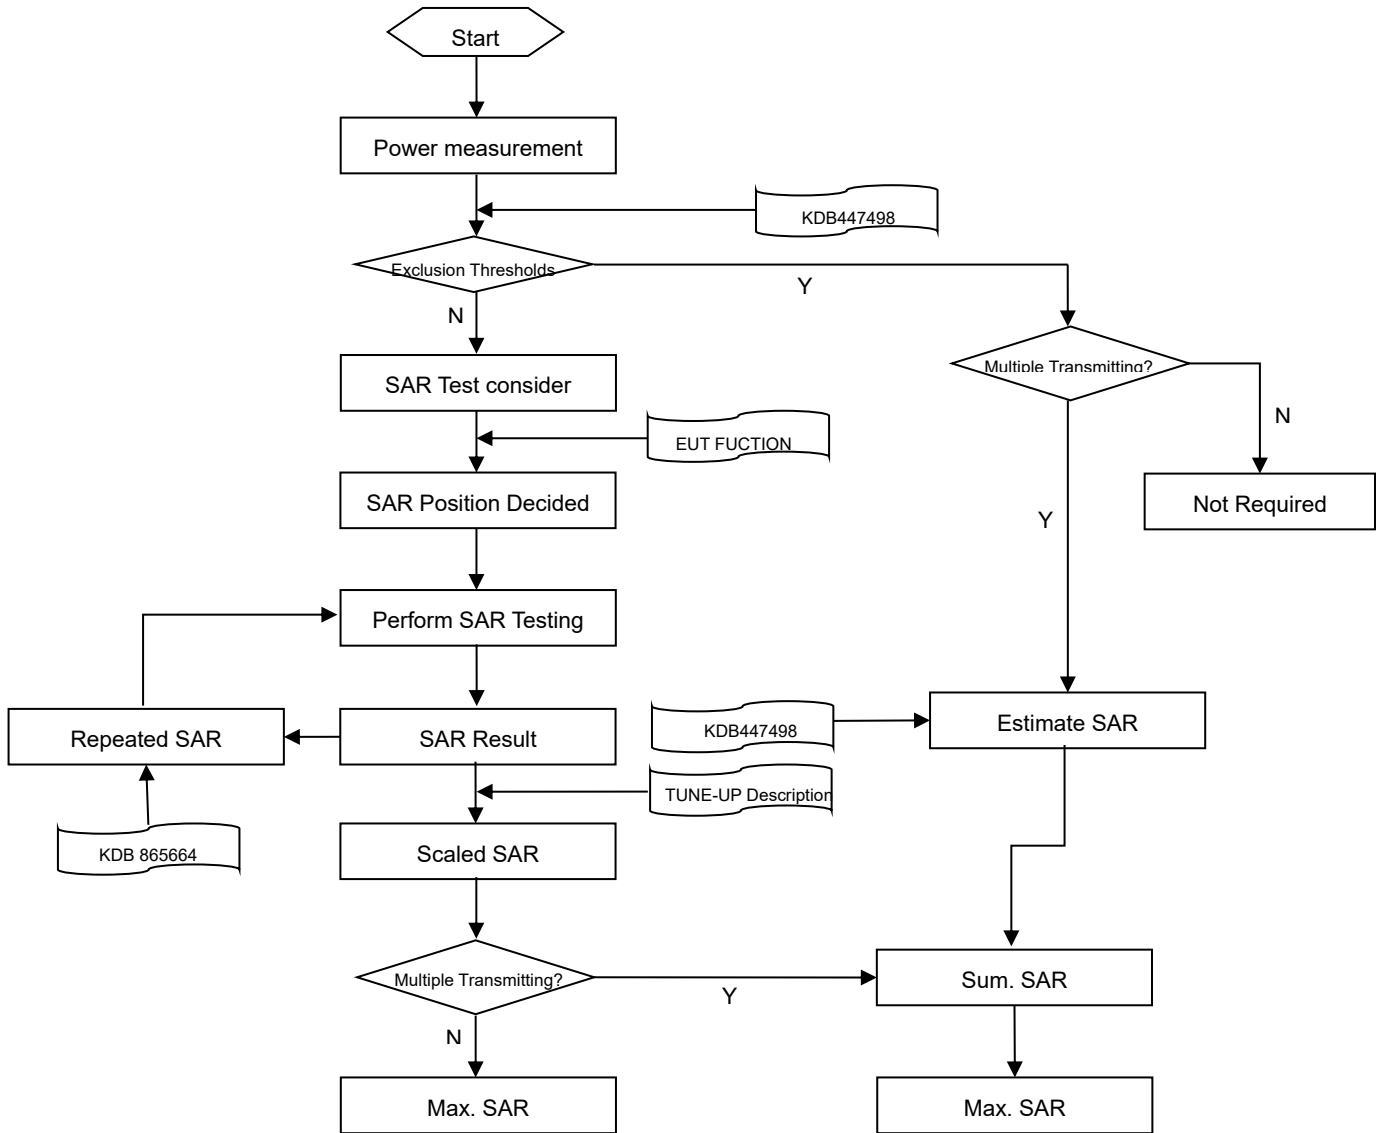 Start
Power measurement
KDB447498
Exclusion Thresholds
Y
N
Multiple Transmitting?
SAR Test consider
N
EUT FUCTION
SAR Position Decided
Not Required
Y
Perform SAR Testing
Repeated SAR
SAR Result
KDB447498
Estimate SAR
TUNE-UP Description
KDB 865664
Scaled SAR
Multiple Transmitting?
Y
Sum. SAR
N
Max. SAR
Max. SAR